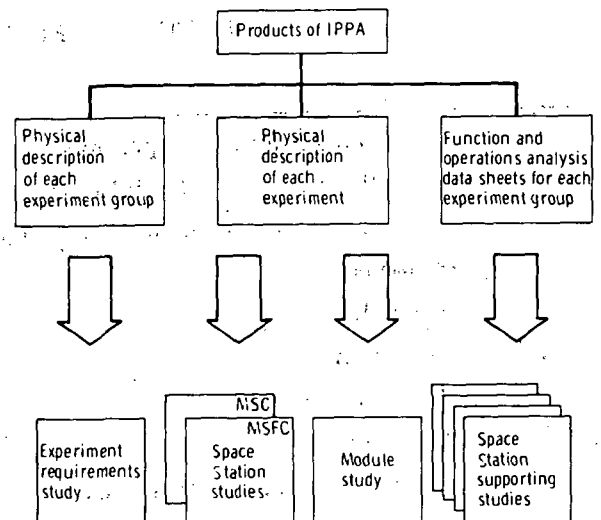 Products of IPPA
Physical
description
of each
experiment group
Physical
description
of each
experiment
Function and
operations analysis
data sheets for each
experiment group
MSC
MSFC
Experiment
requirements
study
Space
Station
studies
Module
study
Space
Station
supporting
studies